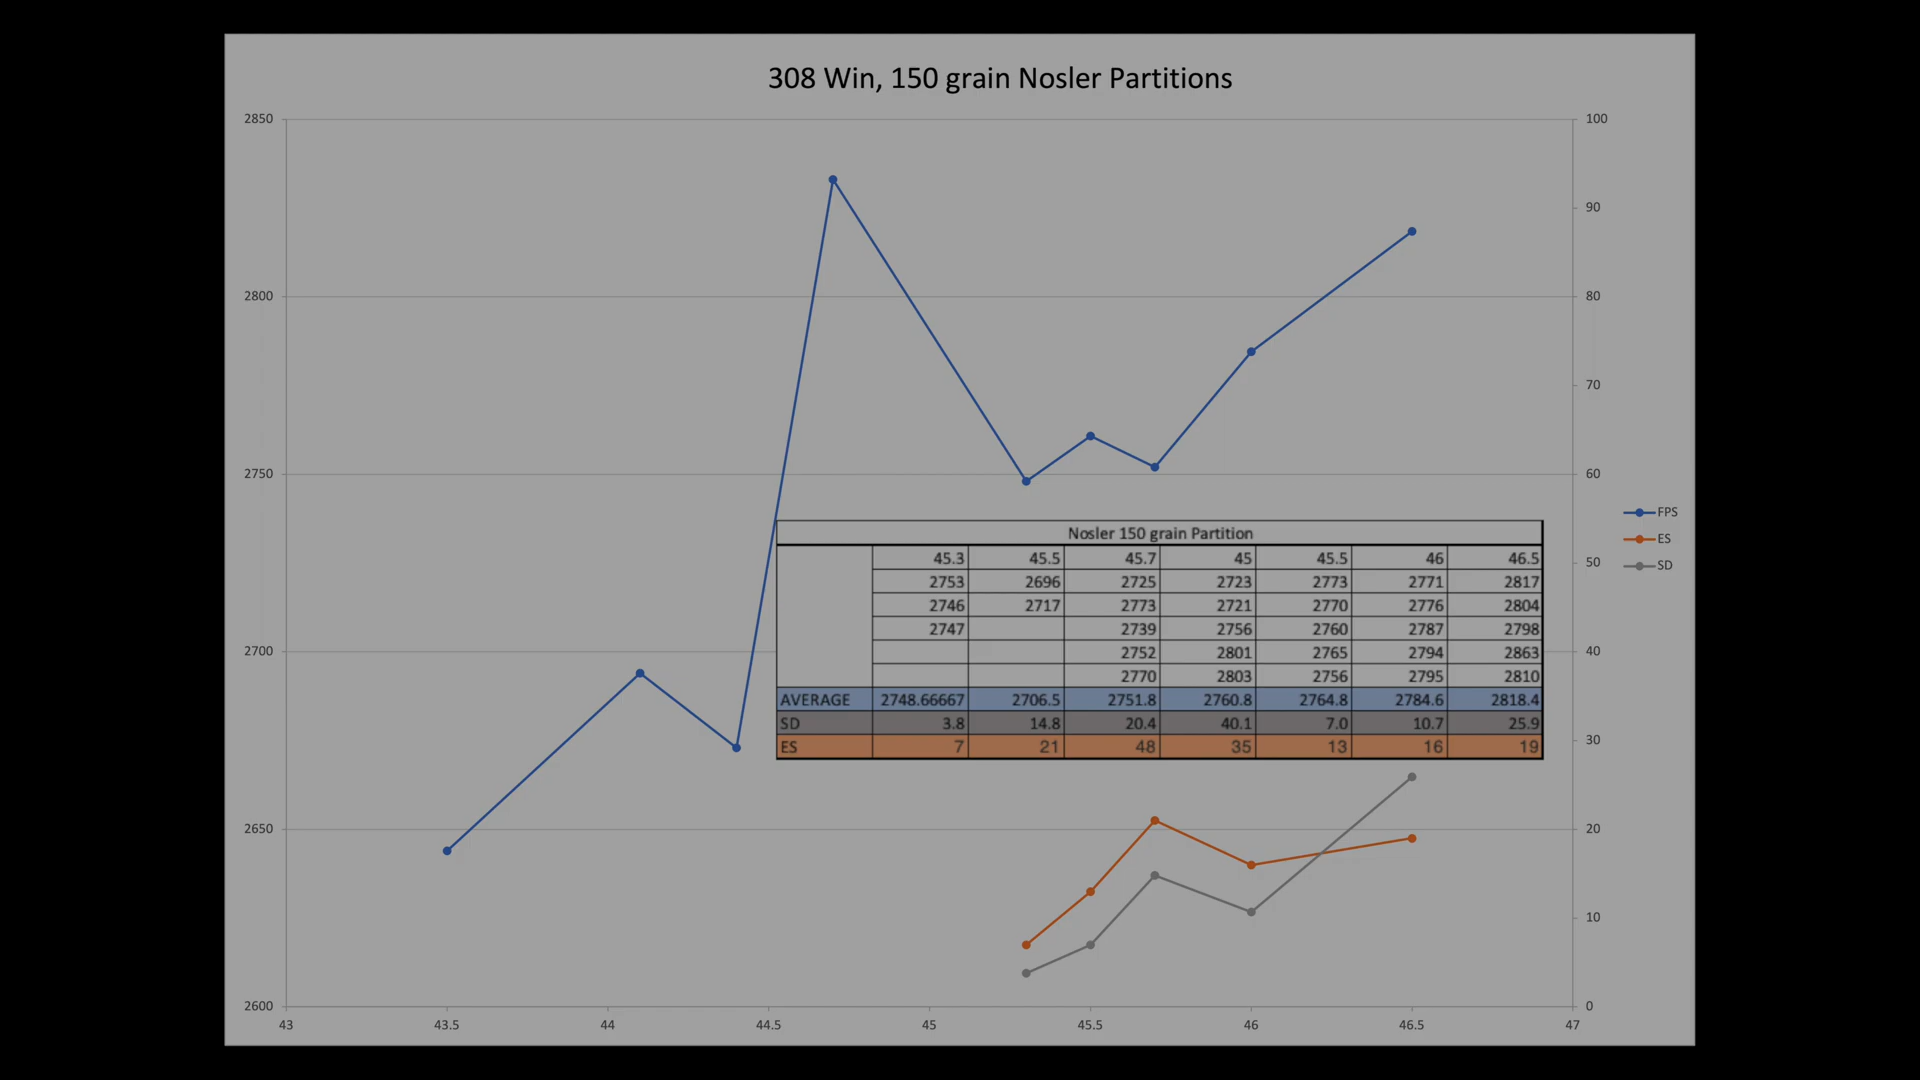 308 Win, 150 grain Nosler Partitions
2850
2800
2750
2700
2650
2600
100
90
80
70
60
50
40
30
20
10
0
FPS
ES
SD
Nosler 150 grain Partition
45.3 45.5 45.7 45 45.5 46 46.5
2753 2696 2725 2723 2773 2771 2817
2746 2717 2773 2721 2770 2776 2804
2747 2739 2756 2760 2787 2798
2752 2801 2765 2794 2863
2770 2803 2756 2795 2810
AVERAGE 2748.66667 2706.5 2751.8 2760.8 2764.8 2784.6 2818.4
SD 3.8 14.8 20.4 40.1 7.0 10.7 25.9
ES 7 21 48 35 13 16 19
43 43.5 44 44.5 45 45.5 46 46.5 47